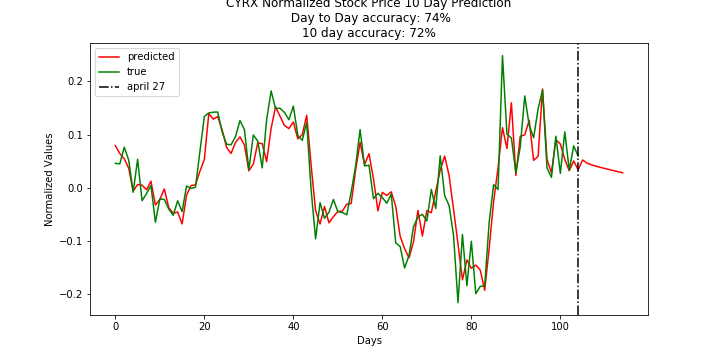 CYRX Normalized Stock Price 10 Day Prediction
Day to Day accuracy: 74%
10 day accuracy: 72%
predicted
true
april 27
Normalized Values
0.2
0.1
0.0
−0.1
−0.2
0
20
40
60
80
100
Days